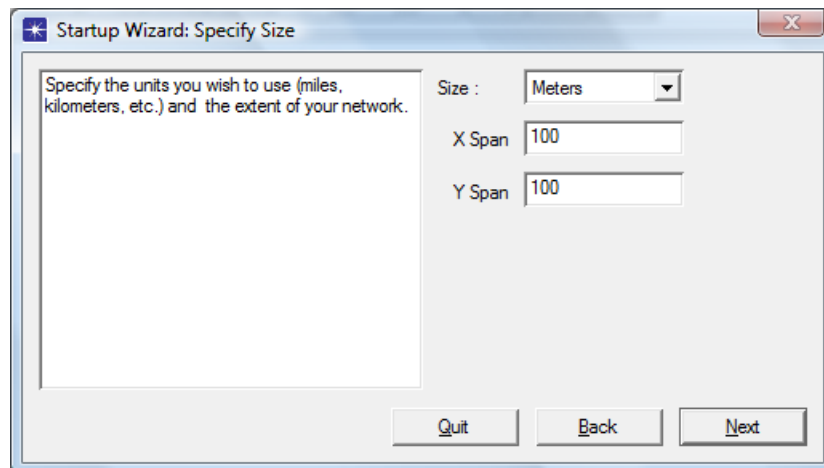 Startup Wizard: Specify Size
Specify the units you wish to use (miles,
kilometers, etc.) and the extent of your network.
Size : Meters
X Span 100
Y Span 100
Quit Back Next